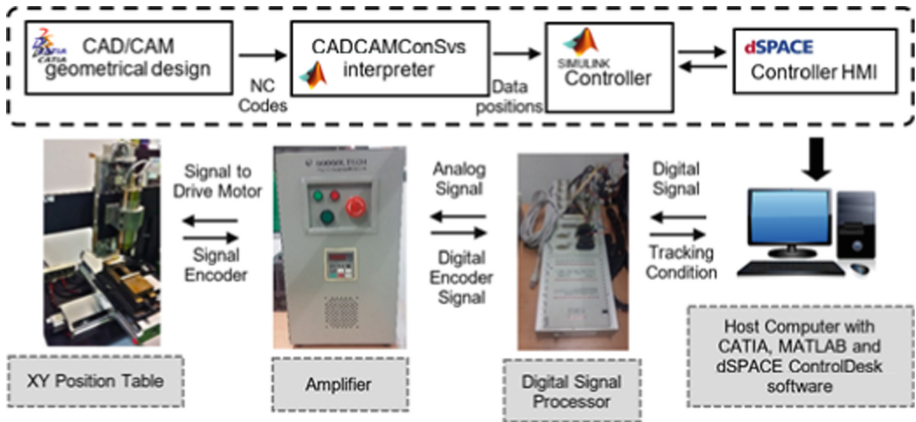 CATIA
CATIA
CAD/CAM
geometrical design
NC
Codes
CADCAMConSvs
interpreter
Data
positions
SIMULINK
Controller
dSPACE
Controller HMI
Signal to
Drive Motor
Signal
Encoder
Analog
Signal
Digital
Encoder
Signal
Digital
Signal
Tracking
Condition
XY Position Table
Amplifier
Digital Signal
Processor
Host Computer with
CATIA, MATLAB and
dSPACE ControlDesk
software